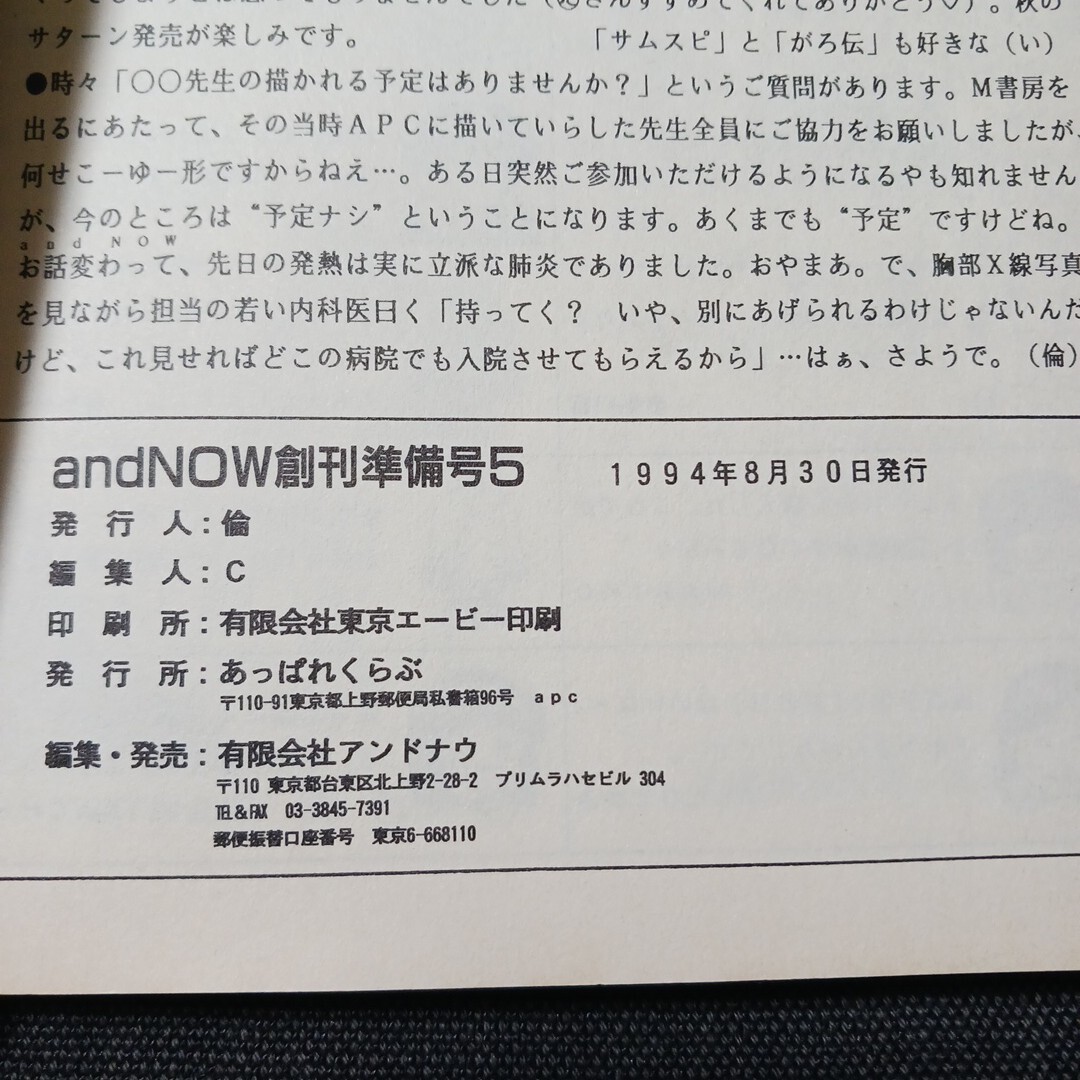 サターン発売が楽しみです。　「サムスピ」と「がろ伝」も好きな（い）
●時々「〇〇先生の描かれる予定はありませんか？」というご質問があります。M書房を
出るにあたって、その当時ＡＰＣに描いていらした先生全員にご協力をお願いしましたが、
何せこーゆー形ですからねえ…。ある日突然ご参加いただけるようになるやも知れません
が、今のところは“予定ナシ”ということになります。あくまでも“予定”ですけどね。
and NOW
お話変わって、先日の発熱は実に立派な肺炎でありました。おやまあ。で、胸部Ｘ線写真
を見ながら担当の若い内科医曰く「持ってく？　いや、別にあげられるわけじゃないんだ
けど、これ見せればどこの病院でも入院させてもらえるから」…はぁ、さようで。（倫）
andNOW創刊準備号5　1994年8月30日発行
発行人：倫
編集人：C
印刷所：有限会社東京エービー印刷
発行所：あっぱれくらぶ
〒110-91東京都上野郵便局私書箱96号　apc
編集・発売：有限会社アンドナウ
〒110 東京都台東区北上野2-28-2　プリムラハセビル 304
TEL＆FAX　03-3845-7391
郵便振替口座番号　東京6-668110